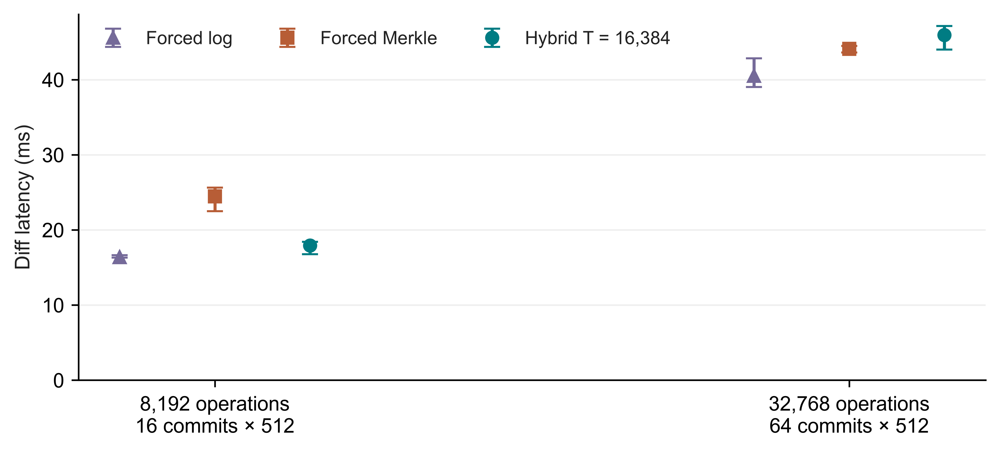 Forced log
Forced Merkle
Hybrid T = 16,384
Diff latency (ms)
40
30
20
10
0
8,192 operations
16 commits × 512
32,768 operations
64 commits × 512